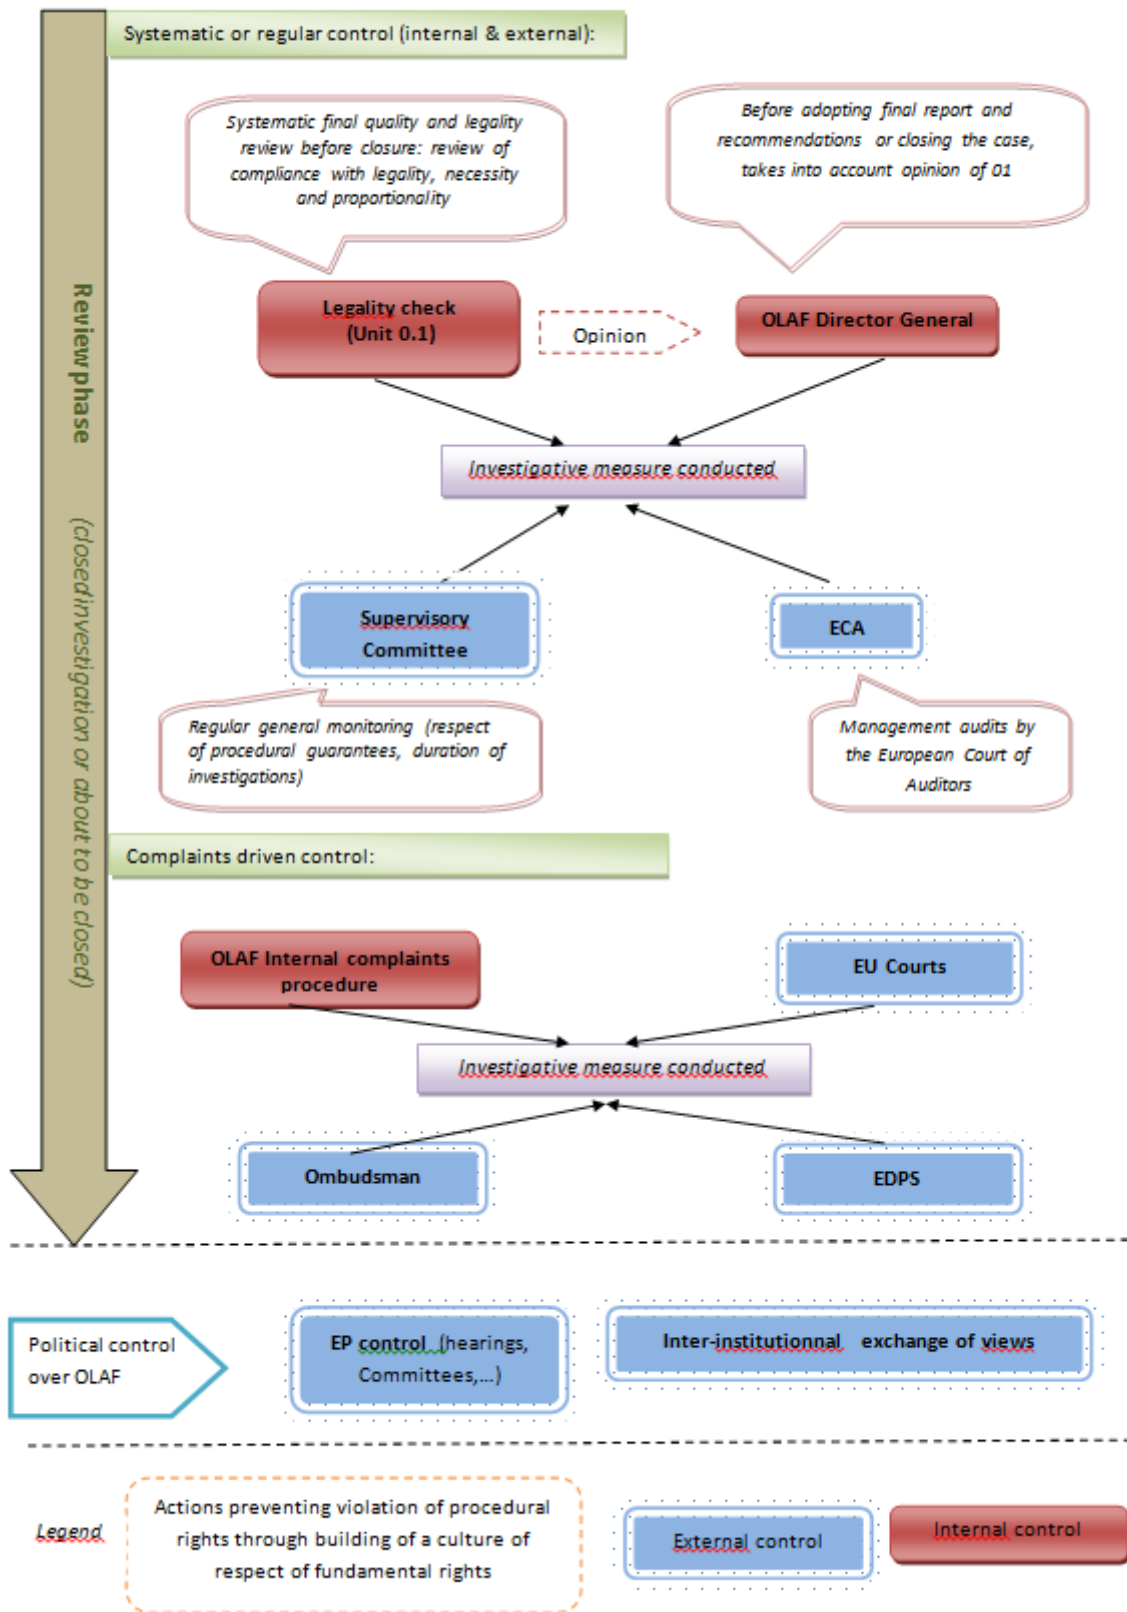 Systematic or regular control (internal & external):
Systematic final quality and legality
review before closure: review of
compliance with legality, necessity
and proportionality
Before adopting final report and
recommendations or closing the case,
takes into account opinion of 01
Legality check
(Unit 0.1)
Opinion
OLAF Director General
Investigative measure conducted
Supervisory
Committee
ECA
Regular general monitoring (respect
of procedural guarantees, duration of
investigations)
Management audits by
the European Court of
Auditors
Reviewphase (closedinvestigation or about to be closed)
Complaints driven control:
OLAF Internal complaints
procedure
EU Courts
Investigative measure conducted
Ombudsman
EDPS
Political control
over OLAF
EP control (hearings,
Committees,...)
Inter-institutionnal exchange of views
Legend
Actions preventing violation of procedural
rights through building of a culture of
respect of fundamental rights
External control
Internal control